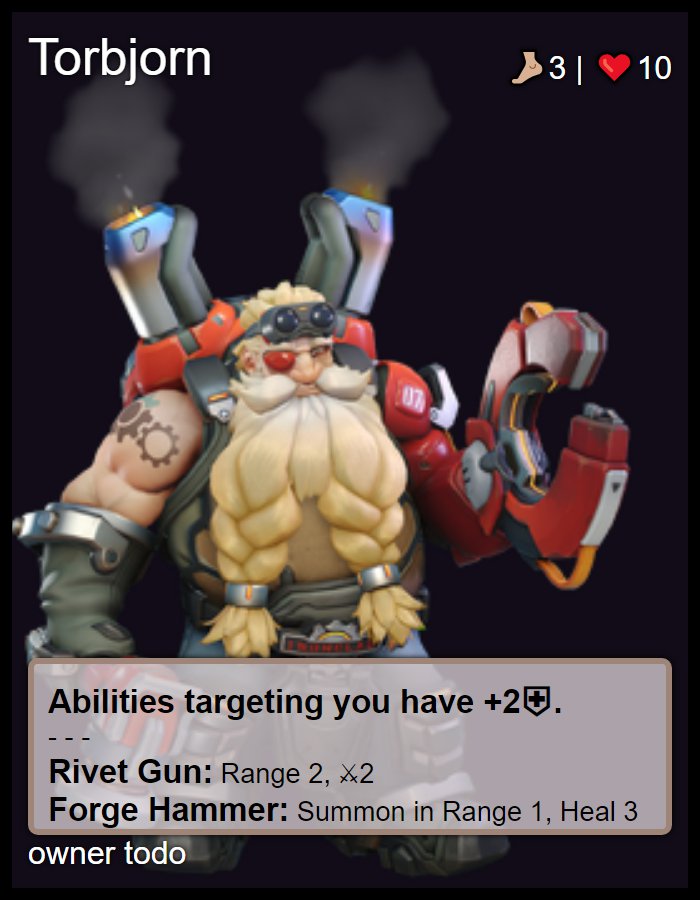 Torbjorn
🦶🏼3 | ❤️10
07
Abilities targeting you have +2⛨.
- - -
Rivet Gun: Range 2, ⚔2
Forge Hammer: Summon in Range 1, Heal 3
owner todo